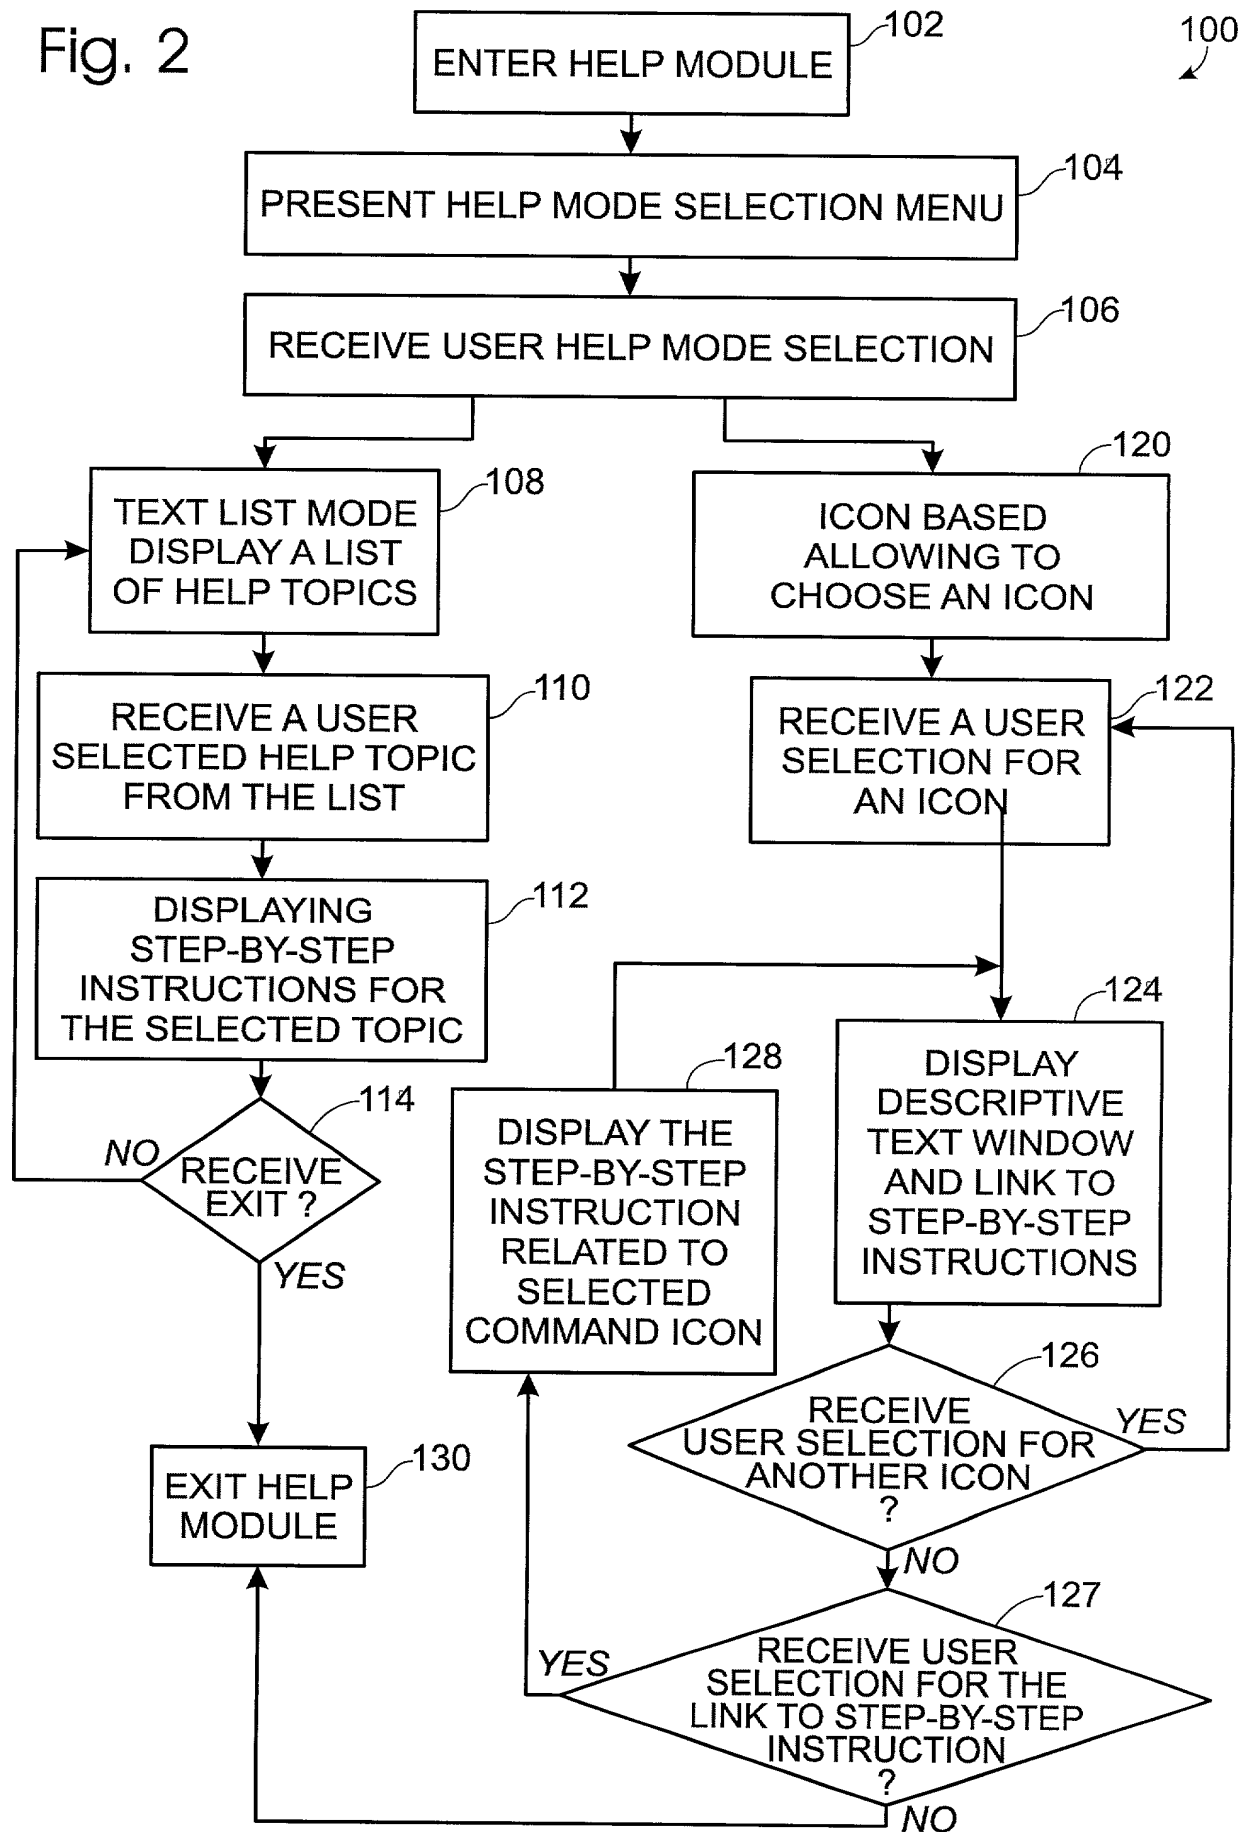 Fig. 2
100
102
ENTER HELP MODULE
104
PRESENT HELP MODE SELECTION MENU
106
RECEIVE USER HELP MODE SELECTION
108
TEXT LIST MODE
DISPLAY A LIST
OF HELP TOPICS
110
RECEIVE A USER
SELECTED HELP TOPIC
FROM THE LIST
112
DISPLAYING
STEP-BY-STEP
INSTRUCTIONS FOR
THE SELECTED TOPIC
114
NO
RECEIVE
EXIT ?
YES
130
EXIT HELP
MODULE
120
ICON BASED
ALLOWING TO
CHOOSE AN ICON
122
RECEIVE A USER
SELECTION FOR
AN ICON
124
DISPLAY
DESCRIPTIVE
TEXT WINDOW
AND LINK TO
STEP-BY-STEP
INSTRUCTIONS
128
DISPLAY THE
STEP-BY-STEP
INSTRUCTION
RELATED TO
SELECTED
COMMAND ICON
126
RECEIVE
USER SELECTION FOR
ANOTHER ICON
?
YES
NO
127
YES
RECEIVE USER
SELECTION FOR THE
LINK TO STEP-BY-STEP
INSTRUCTION
?
NO